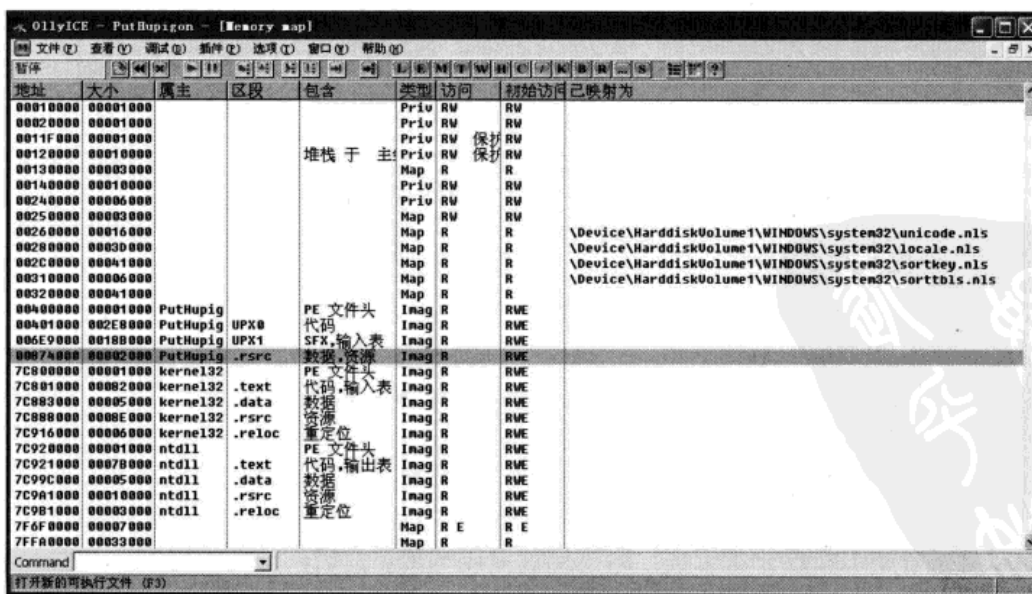 OllyICE - PutHupigon - [Memory map]
文件(F) 查看(V) 调试(D) 插件(P) 选项(T) 窗口(W) 帮助(H)
暂停 L E M T W H C / K B R ... S ?
地址 大小 属主 区段 包含 类型 访问 初始访问 已映射为
00010000 00001000 Priv RW RW
00020000 00001000 Priv RW RW
0011F000 00001000 Priv RW 保护 RW
00120000 00010000 堆栈 于 主 Priv RW 保护 RW
00130000 00003000 Map R R
00140000 00010000 Priv RW RW
00240000 00006000 Priv RW RW
00250000 00003000 Map RW RW
00260000 00016000 Map R R \Device\HarddiskVolume1\WINDOWS\system32\unicode.nls
00280000 0003D000 Map R R \Device\HarddiskVolume1\WINDOWS\system32\locale.nls
002C0000 00041000 Map R R \Device\HarddiskVolume1\WINDOWS\system32\sortkey.nls
00310000 00006000 Map R R \Device\HarddiskVolume1\WINDOWS\system32\sorttbls.nls
00320000 00041000 Map R R
00400000 00001000 PutHupig PE 文件头 Imag R RWE
00401000 002E8000 PutHupig UPX0 代码 Imag R RWE
006E9000 0018B000 PutHupig UPX1 SFX,输入表 Imag R RWE
00874000 00002000 PutHupig .rsrc 数据,资源 Imag R RWE
7C800000 00001000 kernel32 PE 文件头 Imag R RWE
7C801000 00082000 kernel32 .text 代码,输入表 Imag R RWE
7C883000 00005000 kernel32 .data 数据 Imag R RWE
7C888000 0008E000 kernel32 .rsrc 资源 Imag R RWE
7C916000 00006000 kernel32 .reloc 重定位 Imag R RWE
7C920000 00001000 ntdll PE 文件头 Imag R RWE
7C921000 0007B000 ntdll .text 代码,输出表 Imag R RWE
7C99C000 00005000 ntdll .data 数据 Imag R RWE
7C9A1000 00010000 ntdll .rsrc 资源 Imag R RWE
7C9B1000 00003000 ntdll .reloc 重定位 Imag R RWE
7F6F0000 00007000 Map R E R E
7FFA0000 00033000 Map R R
Command
打开新的可执行文件 (F3)